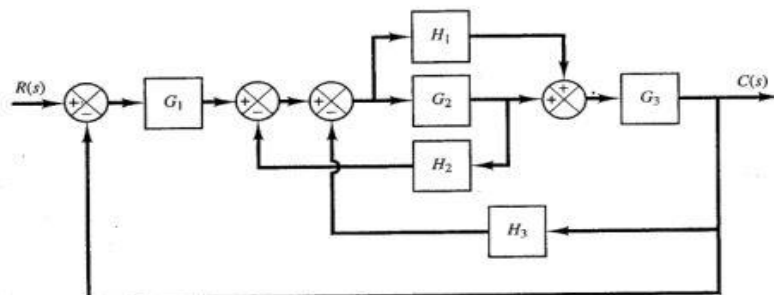 H₁
R(s)
+
−
G₁
+
−
+
−
G₂
+
+
G₃
C(s)
H₂
H₃